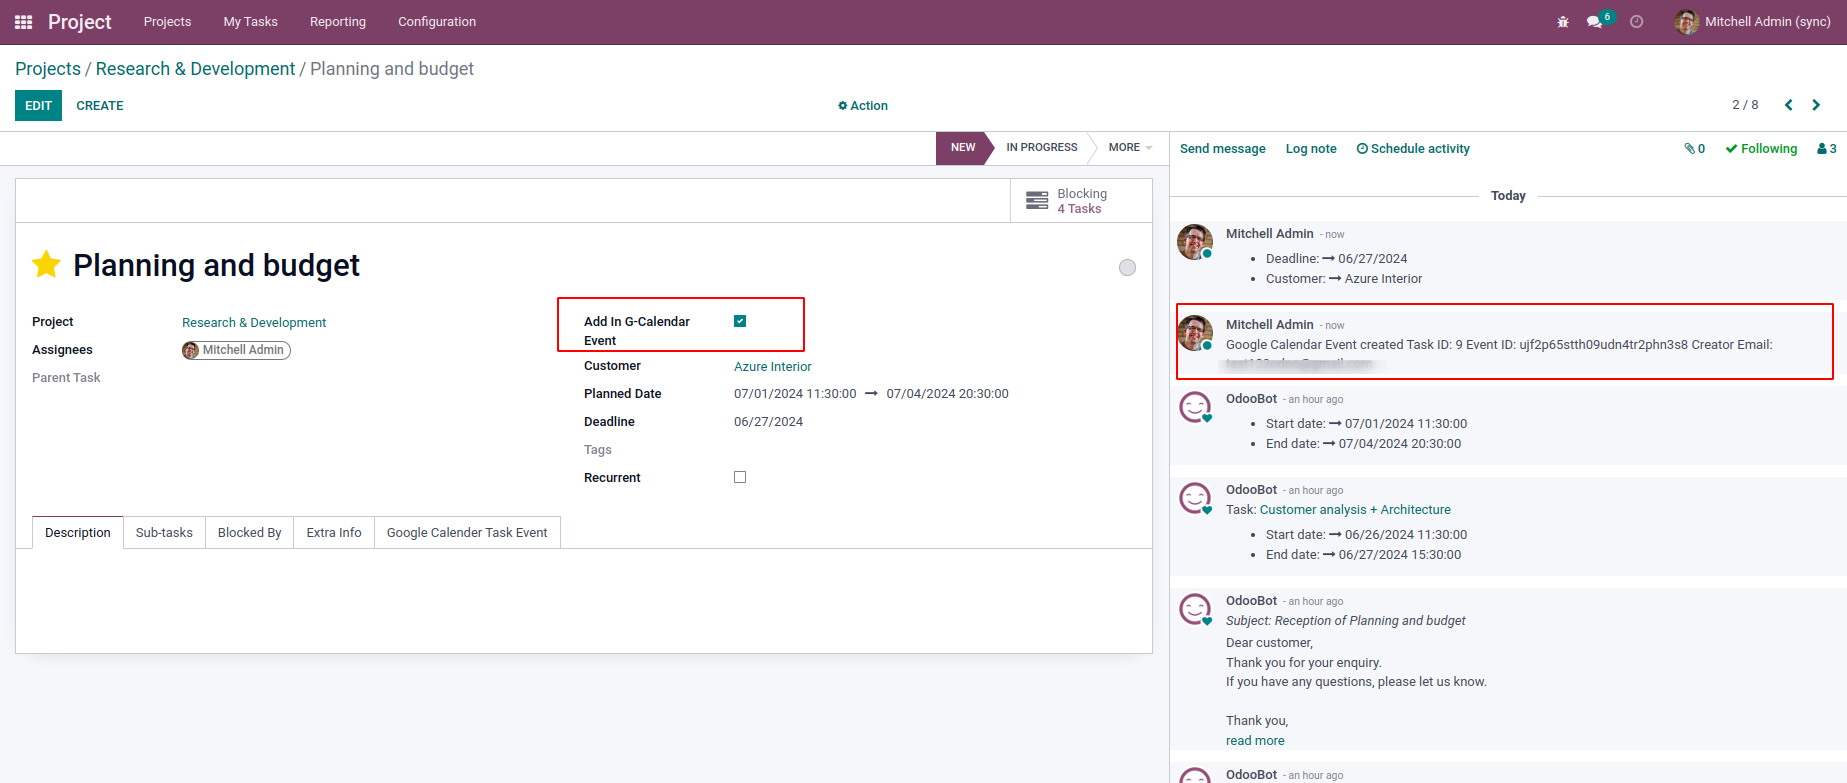 Project Projects My Tasks Reporting Configuration 6 Mitchell Admin (sync)
Projects / Research & Development / Planning and budget
EDIT CREATE Action 2 / 8
NEW IN PROGRESS MORE
Send message Log note Schedule activity 0 Following 3
Blocking
4 Tasks
Planning and budget
Project Research & Development
Assignees Mitchell Admin
Parent Task
Add In G-Calendar
Event
Customer Azure Interior
Planned Date 07/01/2024 11:30:00 → 07/04/2024 20:30:00
Deadline 06/27/2024
Tags
Recurrent
Description Sub-tasks Blocked By Extra Info Google Calender Task Event
Today
Mitchell Admin - now
• Deadline: → 06/27/2024
• Customer: → Azure Interior
Mitchell Admin - now
Google Calendar Event created Task ID: 9 Event ID: ujf2p65stth09udn4tr2phn3s8 Creator Email:
OdooBot - an hour ago
• Start date: → 07/01/2024 11:30:00
• End date: → 07/04/2024 20:30:00
OdooBot - an hour ago
Task: Customer analysis + Architecture
• Start date: → 06/26/2024 11:30:00
• End date: → 06/27/2024 15:30:00
OdooBot - an hour ago
Subject: Reception of Planning and budget
Dear customer,
Thank you for your enquiry.
If you have any questions, please let us know.
Thank you,
read more
OdooBot - an hour ago